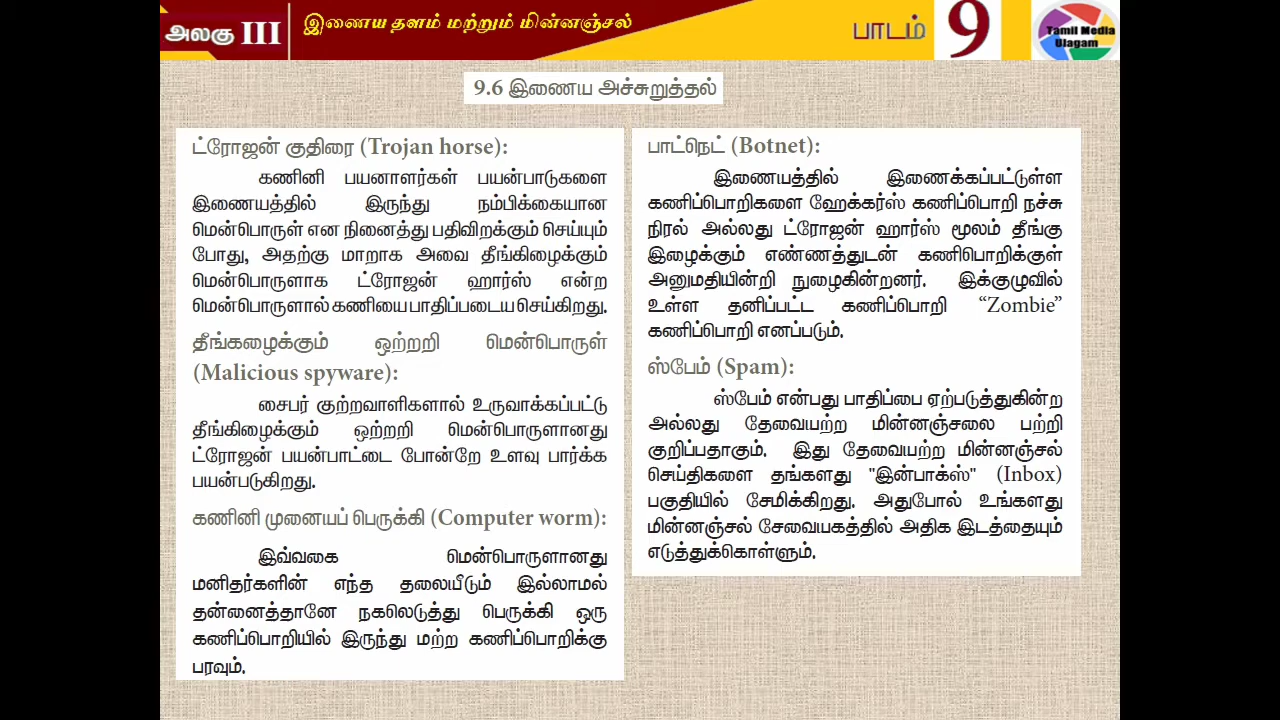 அலகு III
இணைய தளம் மற்றும் மின்னஞ்சல்
பாடம் 9
Tamil Media
Ulagam
9.6 இணைய அச்சுறுத்தல்
ட்ரோஜன் குதிரை (Trojan horse):
கணினி பயனாளர்கள் பயன்பாடுகளை
இணையத்தில் இருந்து நம்பிக்கையான
மென்பொருள் என நினைத்து பதிவிறக்கும் செய்யும்
போது, அதற்கு மாறாக அவை தீங்கிழைக்கும்
மென்பொருளாக ட்ரோஜன் ஹார்ஸ் என்ற
மென்பொருளால் கணினியை பாதிப்படைய செய்கிறது.
தீங்கழைக்கும் ஒற்றறி மென்பொருள்
(Malicious spyware):
சைபர் குற்றவாளிகளால் உருவாக்கப்பட்டு
தீங்கிழைக்கும் ஒற்றறி மென்பொருளானது
ட்ரோஜன் பயன்பாட்டை போன்றே உளவு பார்க்க
பயன்படுகிறது.
கணினி முனையப் பெருக்கி (Computer worm):
இவ்வகை மென்பொருளானது
மனிதர்களின் எந்த தலையீடும் இல்லாமல்
தன்னைத்தானே நகலெடுத்து பெருக்கி ஒரு
கணிப்பொறியில் இருந்து மற்ற கணிப்பொறிக்கு
பரவும்.
பாட்நெட் (Botnet):
இணையத்தில் இணைக்கப்பட்டுள்ள
கணிப்பொறிகளை ஹேக்கர்ஸ் கணிப்பொறி நச்சு
நிரல் அல்லது ட்ரோஜன் ஹார்ஸ் மூலம் தீங்கு
இழைக்கும் எண்ணத்துடன் கணிபொறிக்குள்
அனுமதியின்றி நுழைகின்றனர். இக்குழுவில்
உள்ள தனிப்பட்ட கணிப்பொறி “Zombie”
கணிப்பொறி எனப்படும்.
ஸ்பேம் (Spam):
ஸ்பேம் என்பது பாதிப்பை ஏற்படுத்துகின்ற
அல்லது தேவையற்ற மின்னஞ்சலை பற்றி
குறிப்பதாகும். இது தேவையற்ற மின்னஞ்சல்
செய்திகளை தங்களது "இன்பாக்ஸ்" (Inbox)
பகுதியில் சேமிக்கிறது. அதுபோல் உங்களது
மின்னஞ்சல் சேவையகத்தில் அதிக இடத்தையும்
எடுத்துக்கொள்ளும்.